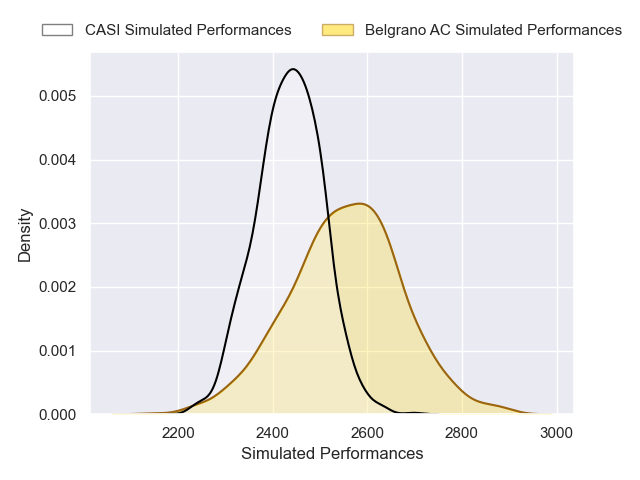 CASI Simulated Performances Belgrano AC Simulated Performances
0.005
0.004
0.003
0.002
0.001
0.000
Density
2200 2400 2600 2800 3000
Simulated Performances